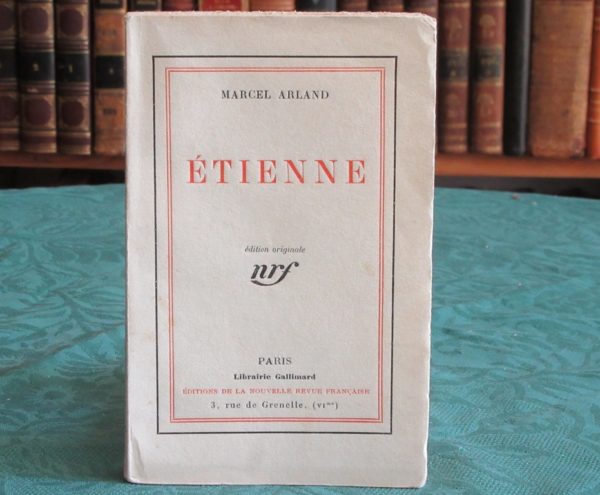 MARCEL ARLAND
ÉTIENNE
édition originale
nrf
PARIS
Librairie Gallimard
ÉDITIONS DE LA NOUVELLE REVUE FRANÇAISE
3, rue de Grenelle, (VIᵐᵉ)